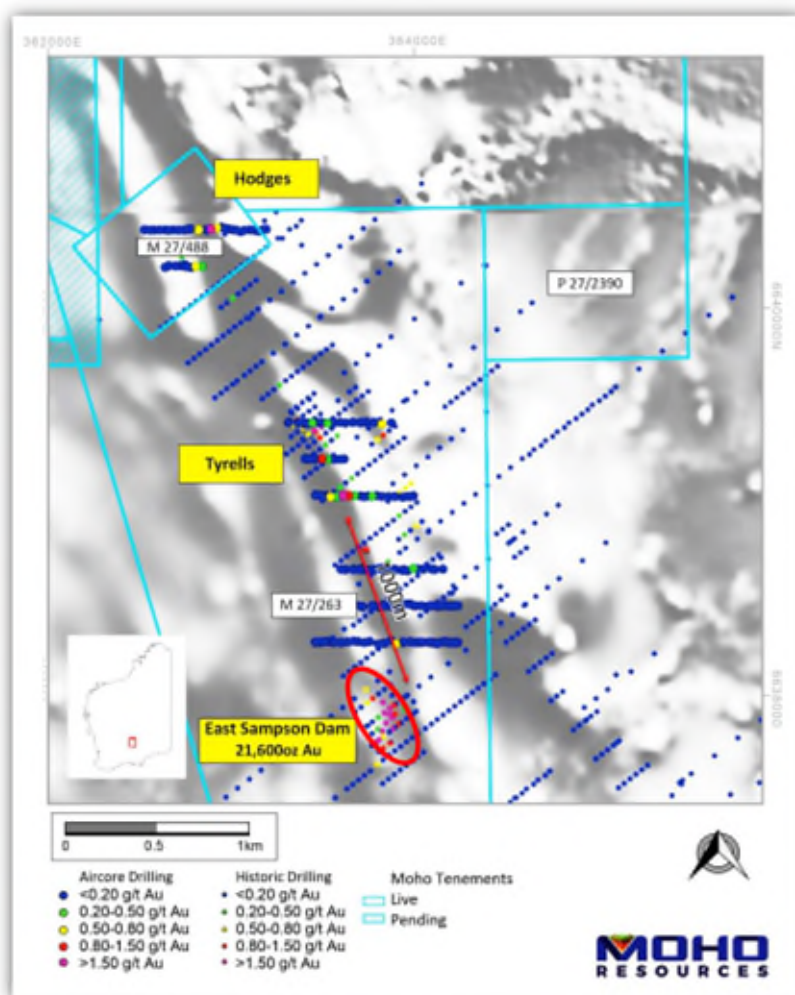 362000E
364000E
Hodges
M 27/488
P 27/2390
6640000N
Tyrells
1000m
M 27/263
6638000N
East Sampson Dam
21,600oz Au
0 0.5 1km
Aircore Drilling
<0.20 g/t Au
0.20-0.50 g/t Au
0.50-0.80 g/t Au
0.80-1.50 g/t Au
>1.50 g/t Au
Historic Drilling
<0.20 g/t Au
0.20-0.50 g/t Au
0.50-0.80 g/t Au
0.80-1.50 g/t Au
>1.50 g/t Au
Moho Tenements
Live
Pending
MOHO
RESOURCES